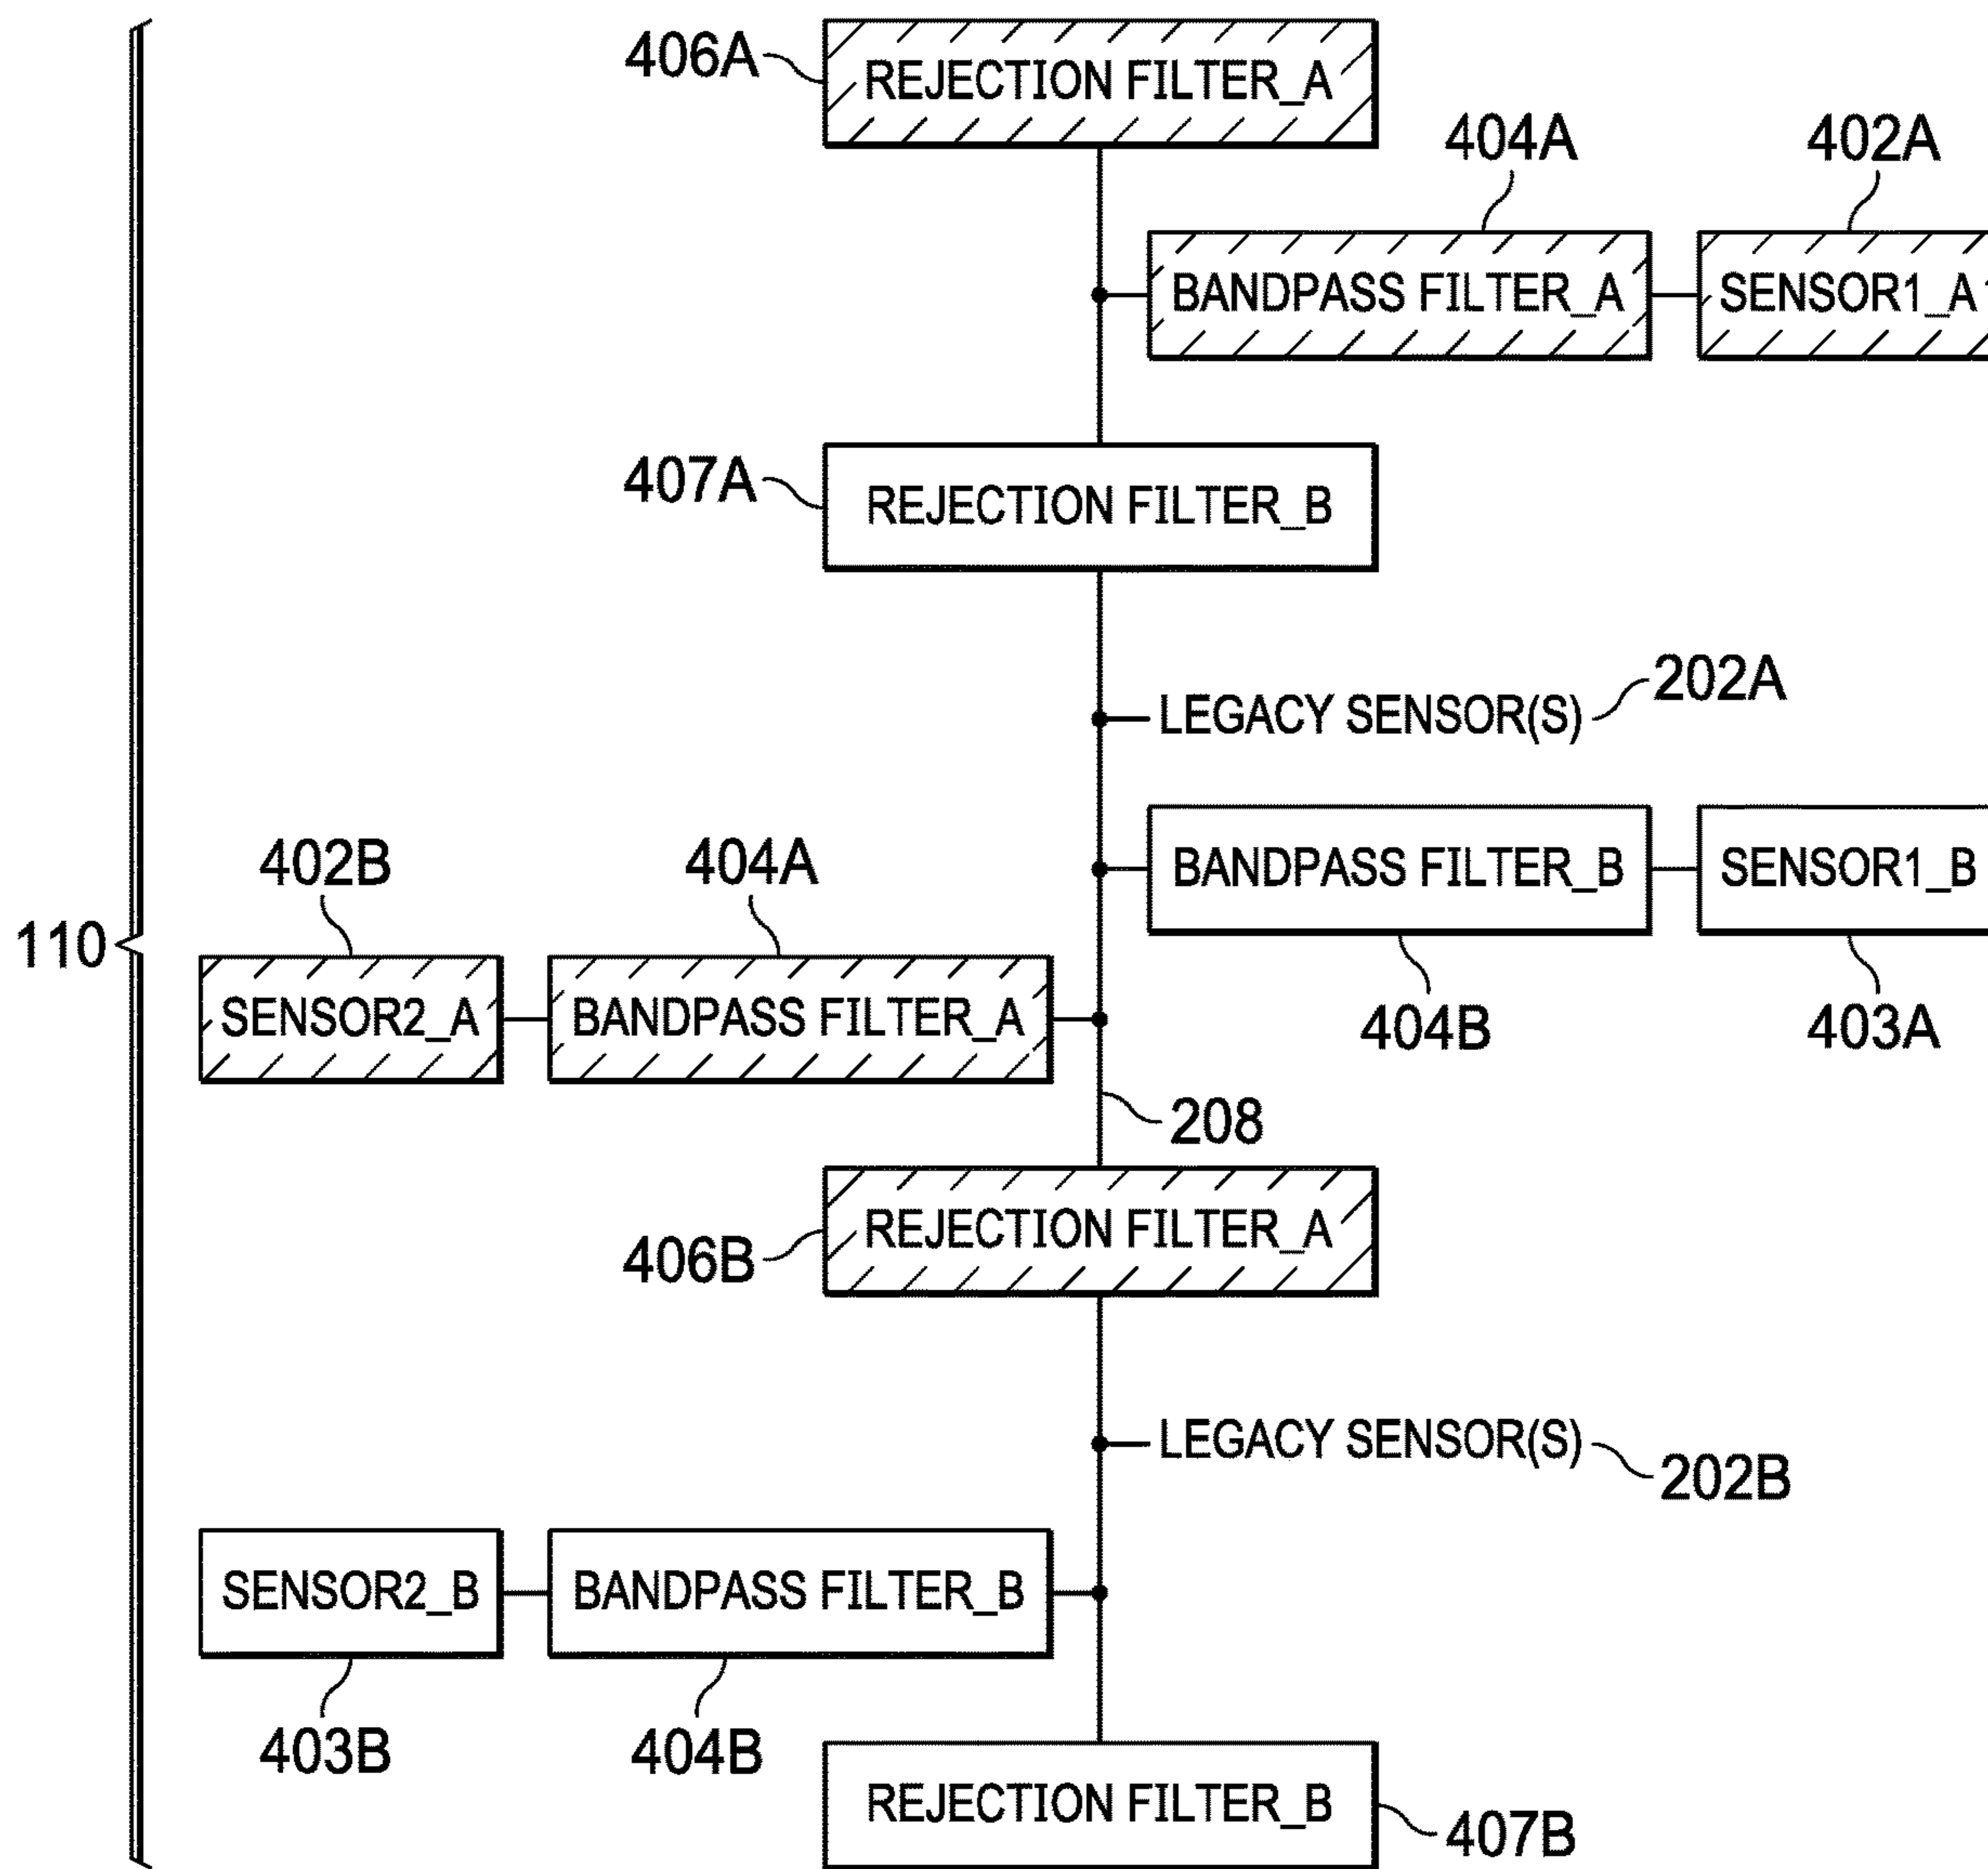 406A
REJECTION FILTER_A
404A
402A
BANDPASS FILTER_A
SENSOR1_A
407A
REJECTION FILTER_B
LEGACY SENSOR(S)
202A
BANDPASS FILTER_B
SENSOR1_B
402B
404A
110
SENSOR2_A
BANDPASS FILTER_A
404B
403A
208
REJECTION FILTER_A
406B
LEGACY SENSOR(S)
202B
SENSOR2_B
BANDPASS FILTER_B
403B
404B
REJECTION FILTER_B
407B